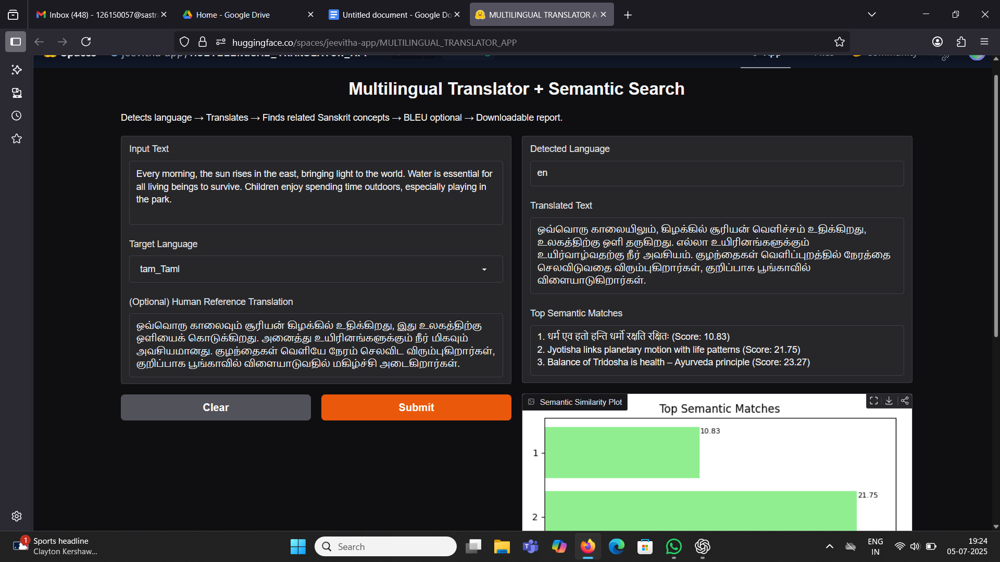 Inbox (448) - 126150057@sastra
Home - Google Drive
Untitled document - Google Do
MULTILINGUAL TRANSLATOR A
huggingface.co/spaces/jeevitha-app/MULTILINGUAL_TRANSLATOR_APP
Spaces jeevitha-app/MULTILINGUAL_TRANSLATOR_APP
App Files Community
Multilingual Translator + Semantic Search
Detects language → Translates → Finds related Sanskrit concepts → BLEU optional → Downloadable report.
Input Text
Every morning, the sun rises in the east, bringing light to the world. Water is essential for
all living beings to survive. Children enjoy spending time outdoors, especially playing in
the park.
Target Language
tam_Taml
(Optional) Human Reference Translation
ஒவ்வொரு காலைவும் சூரியன் கிழக்கில் உதிக்கிறது, இது உலகத்திற்கு
ஒளியைக் கொடுக்கிறது. அனைத்து உயிரினங்களுக்கும் நீர் மிகவும்
அவசியமானது. குழந்தைகள் வெளியே நேரம் செலவிட விரும்புகிறார்கள்,
குறிப்பாக பூங்காவில் விளையாடுவதில் மகிழ்ச்சி அடைகிறார்கள்.
Clear
Submit
Detected Language
en
Translated Text
ஒவ்வொரு காலையிலும், கிழக்கில் சூரியன் வெளிச்சம் உதிக்கிறது,
உலகத்திற்கு ஒளி தருகிறது. எல்லா உயிரினங்களுக்கும்
உயிர்வாழ்வதற்கு நீர் அவசியம். குழந்தைகள் வெளிப்புறத்தில் நேரத்தை
செலவிடுவதை விரும்புகிறார்கள், குறிப்பாக பூங்காவில்
விளையாடுகிறார்கள்.
Top Semantic Matches
1. धर्म एव हतो हन्ति धर्मो रक्षति रक्षितः (Score: 10.83)
2. Jyotisha links planetary motion with life patterns (Score: 21.75)
3. Balance of Tridosha is health – Ayurveda principle (Score: 23.27)
Semantic Similarity Plot
Top Semantic Matches
10.83
1
21.75
2
1
Sports headline
Clayton Kershaw...
Search
ENG
IN
19:24
05-07-2025